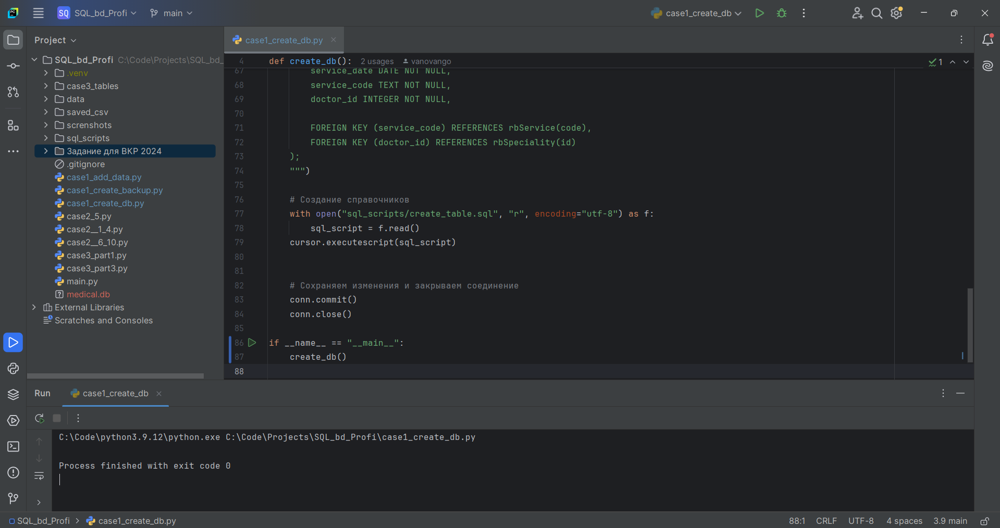 SQ SQL_bd_Profi main case1_create_db
Project
SQL_bd_Profi C:\Code\Projects\SQL_bd_
.venv
case3_tables
data
saved_csv
screnshots
sql_scripts
Задание для ВКР 2024
.gitignore
case1_add_data.py
case1_create_backup.py
case1_create_db.py
case2_5.py
case2__1_4.py
case2__6_10.py
case3_part1.py
case3_part3.py
main.py
medical.db
External Libraries
Scratches and Consoles
case1_create_db.py
4 def create_db(): 2 usages vanovango
1
67 service_date DATE NOT NULL,
68 service_code TEXT NOT NULL,
69 doctor_id INTEGER NOT NULL,
70
71 FOREIGN KEY (service_code) REFERENCES rbService(code),
72 FOREIGN KEY (doctor_id) REFERENCES rbSpeciality(id)
73 );
74 """)
75
76 # Создание справочников
77 with open("sql_scripts/create_table.sql", "r", encoding="utf-8") as f:
78 sql_script = f.read()
79 cursor.executescript(sql_script)
80
81
82 # Сохраняем изменения и закрываем соединение
83 conn.commit()
84 conn.close()
85
86 if __name__ == "__main__":
87 create_db()
88
Run case1_create_db
C:\Code\python3.9.12\python.exe C:\Code\Projects\SQL_bd_Profi\case1_create_db.py
Process finished with exit code 0
SQL_bd_Profi > case1_create_db.py
88:1 CRLF UTF-8 4 spaces 3.9 main